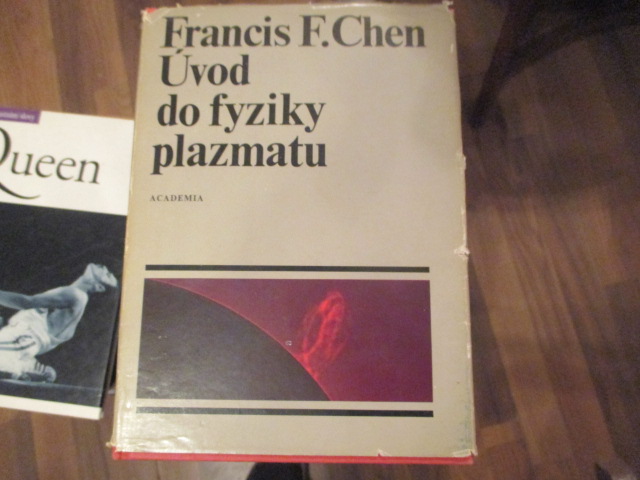 Francis F. Chen
Úvod
do fyziky
plazmatu
ACADEMIA
Queen